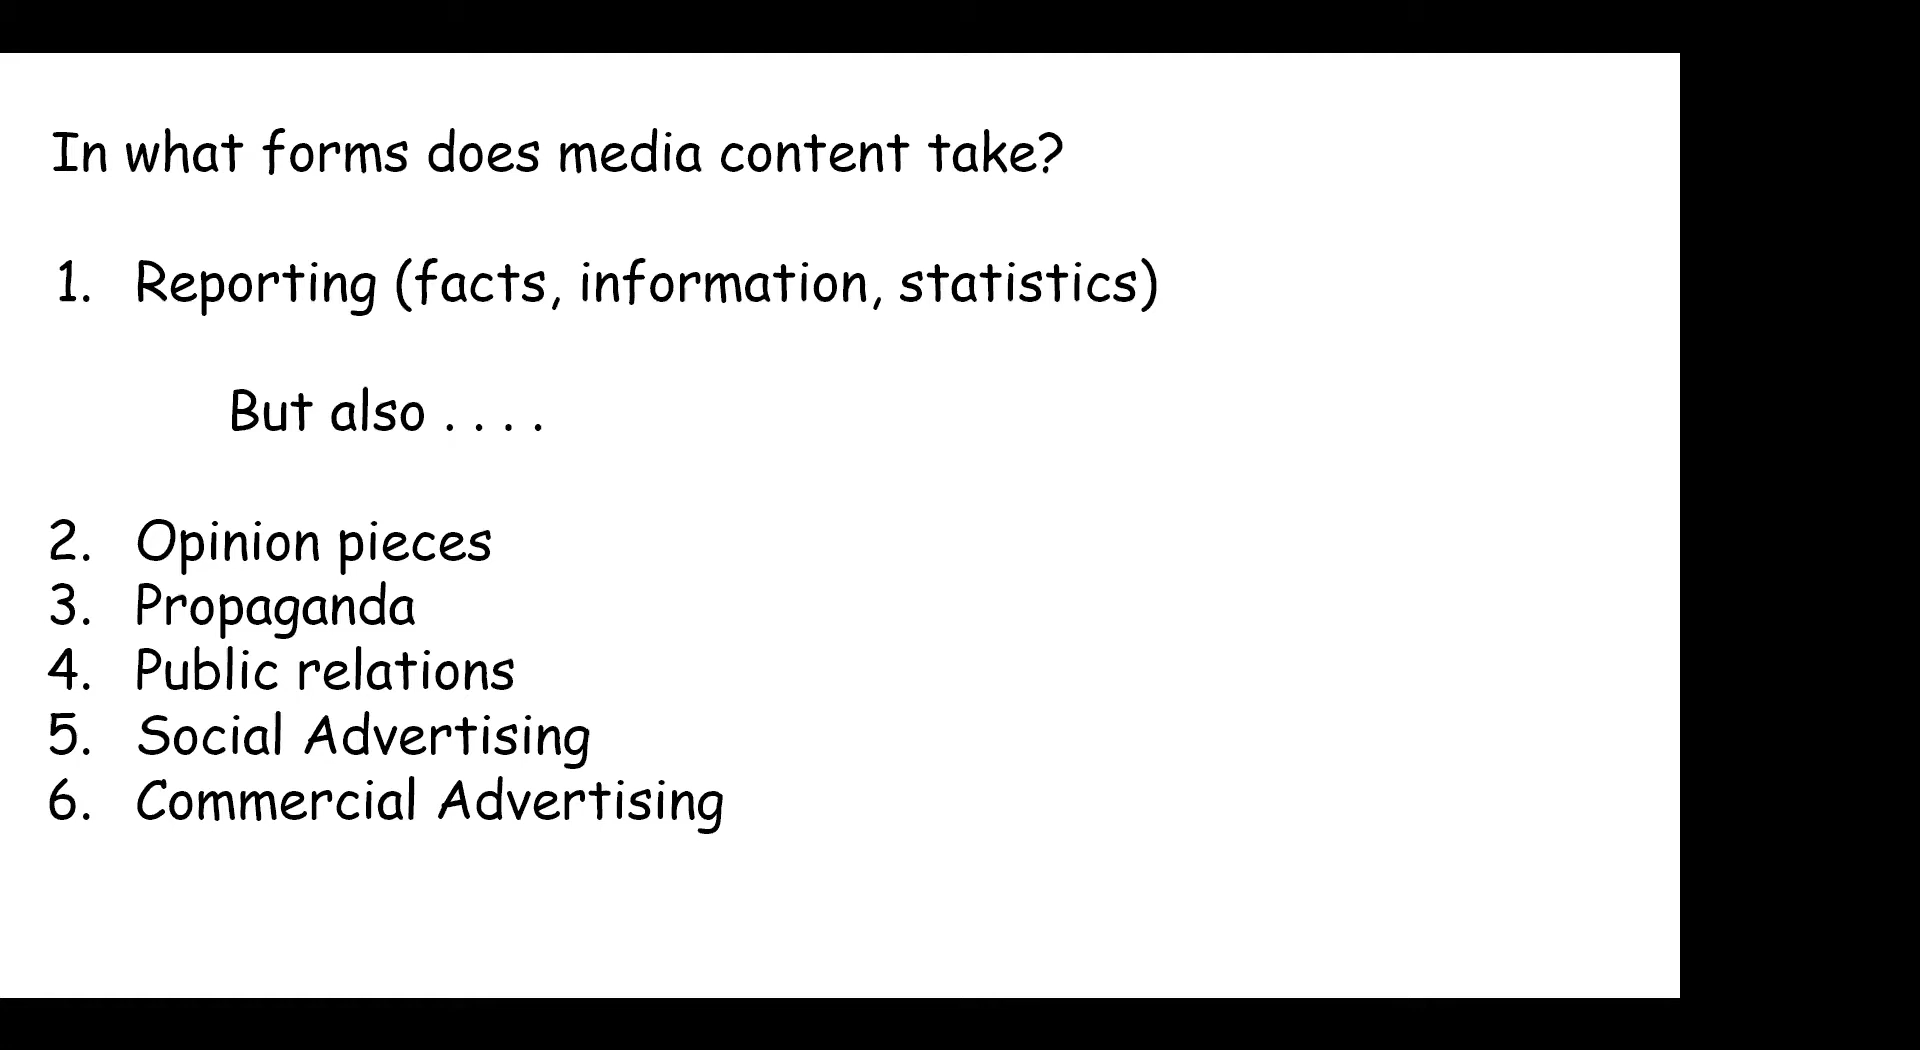 In what forms does media content take?
1. Reporting (facts, information, statistics)
But also . . . .
2. Opinion pieces
3. Propaganda
4. Public relations
5. Social Advertising
6. Commercial Advertising